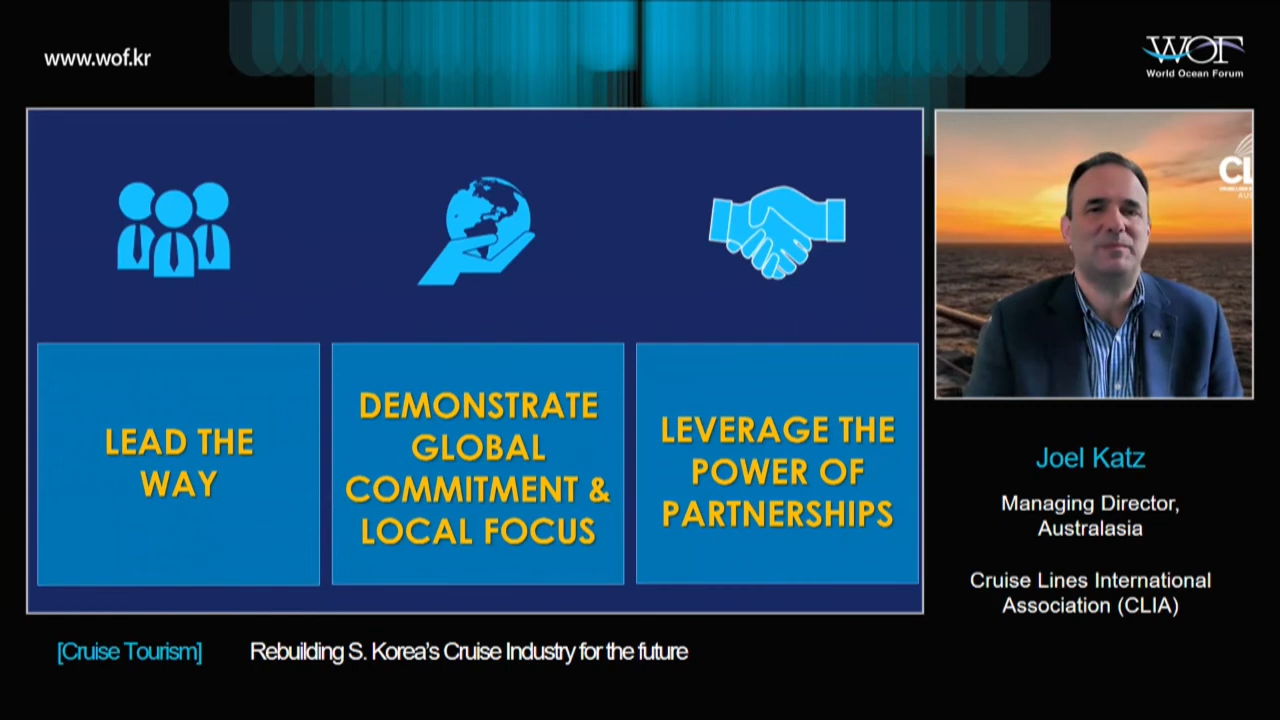 www.wof.kr
WOF
World Ocean Forum
CL
LEAD THE
WAY
DEMONSTRATE
GLOBAL
COMMITMENT &
LOCAL FOCUS
LEVERAGE THE
POWER OF
PARTNERSHIPS
Joel Katz
Managing Director,
Australasia
Cruise Lines International
Association (CLIA)
[Cruise Tourism] Rebuilding S. Korea's Cruise Industry for the future